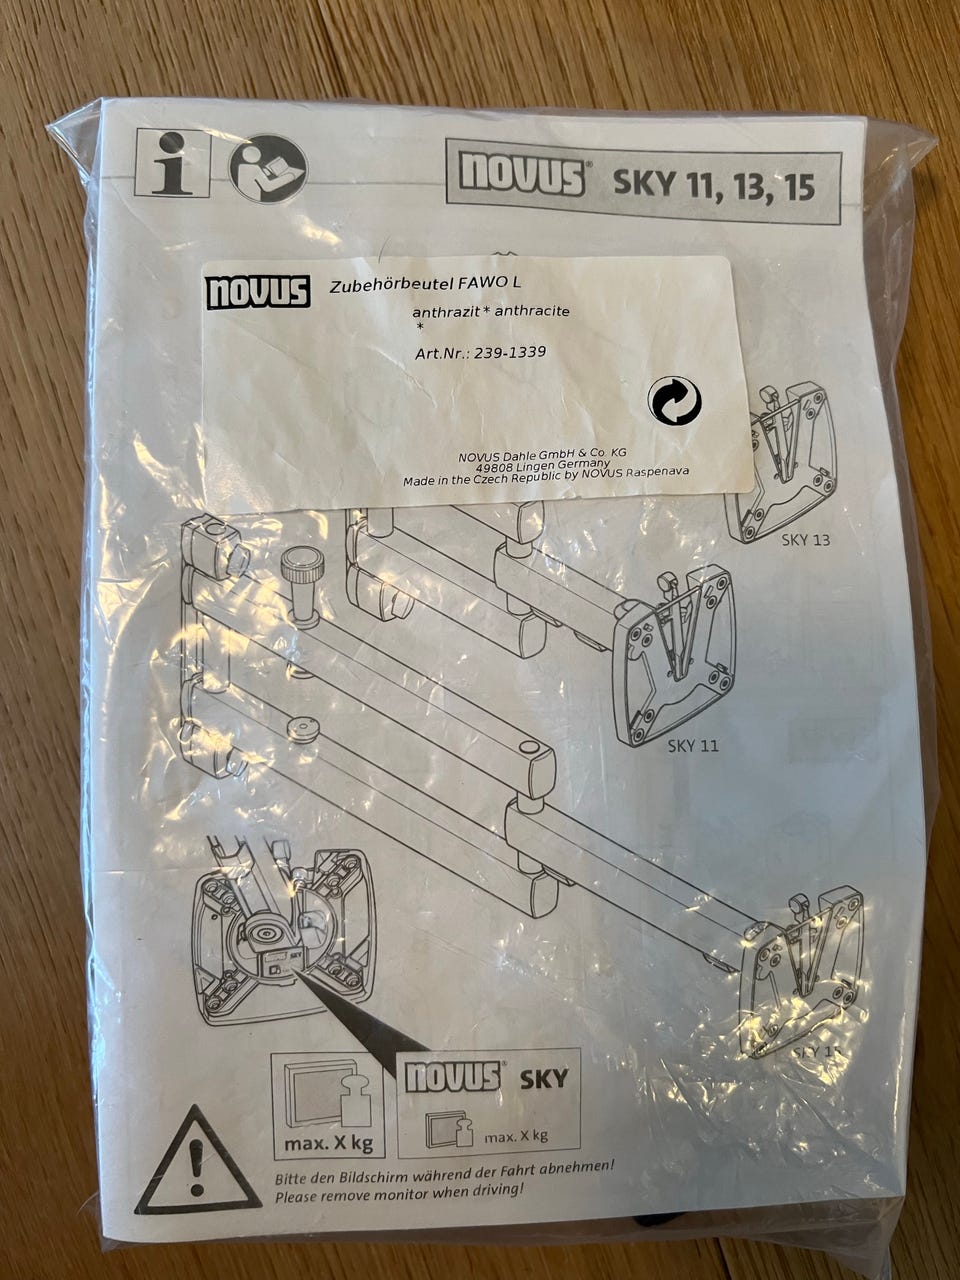 i
NOVUS® SKY 11, 13, 15
NOVUS Zubehörbeutel FAWO L
anthrazit * anthracite
*
Art.Nr.: 239-1339
NOVUS Dahle GmbH & Co. KG
49808 Lingen Germany
Made in the Czech Republic by NOVUS Raspenava
SKY 13
SKY 11
SKY
SKY 15
NOVUS® SKY
max. X kg
max. X kg
Bitte den Bildschirm während der Fahrt abnehmen!
Please remove monitor when driving!